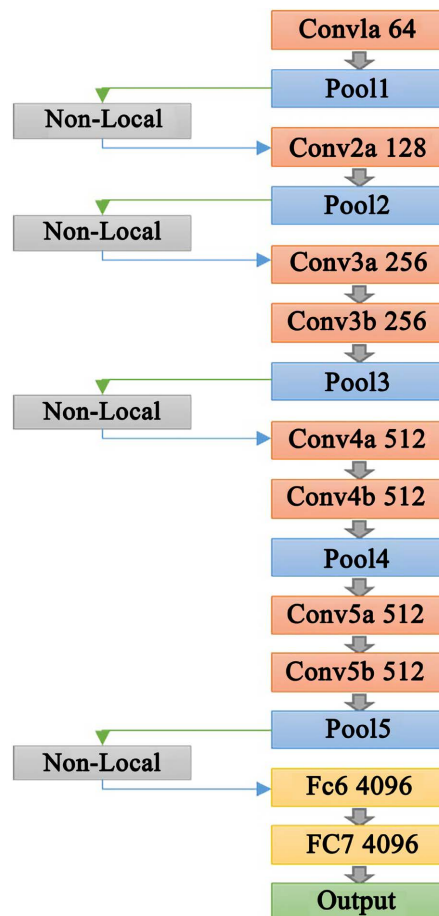 Convla 64
Pool1
Non-Local
Conv2a 128
Pool2
Non-Local
Conv3a 256
Conv3b 256
Pool3
Non-Local
Conv4a 512
Conv4b 512
Pool4
Conv5a 512
Conv5b 512
Pool5
Non-Local
Fc6 4096
FC7 4096
Output